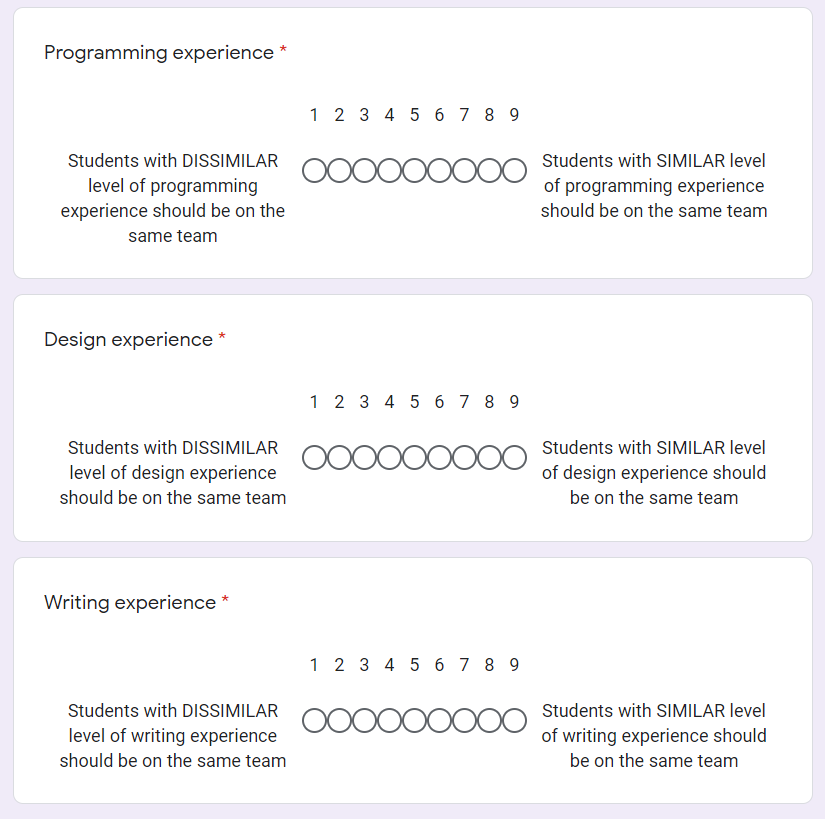 Programming experience *
1 2 3 4 5 6 7 8 9
Students with DISSIMILAR
level of programming
experience should be on the
same team
Students with SIMILAR level
of programming experience
should be on the same team
Design experience *
1 2 3 4 5 6 7 8 9
Students with DISSIMILAR
level of design experience
should be on the same team
Students with SIMILAR level
of design experience should
be on the same team
Writing experience *
1 2 3 4 5 6 7 8 9
Students with DISSIMILAR
level of writing experience
should be on the same team
Students with SIMILAR level
of writing experience should
be on the same team